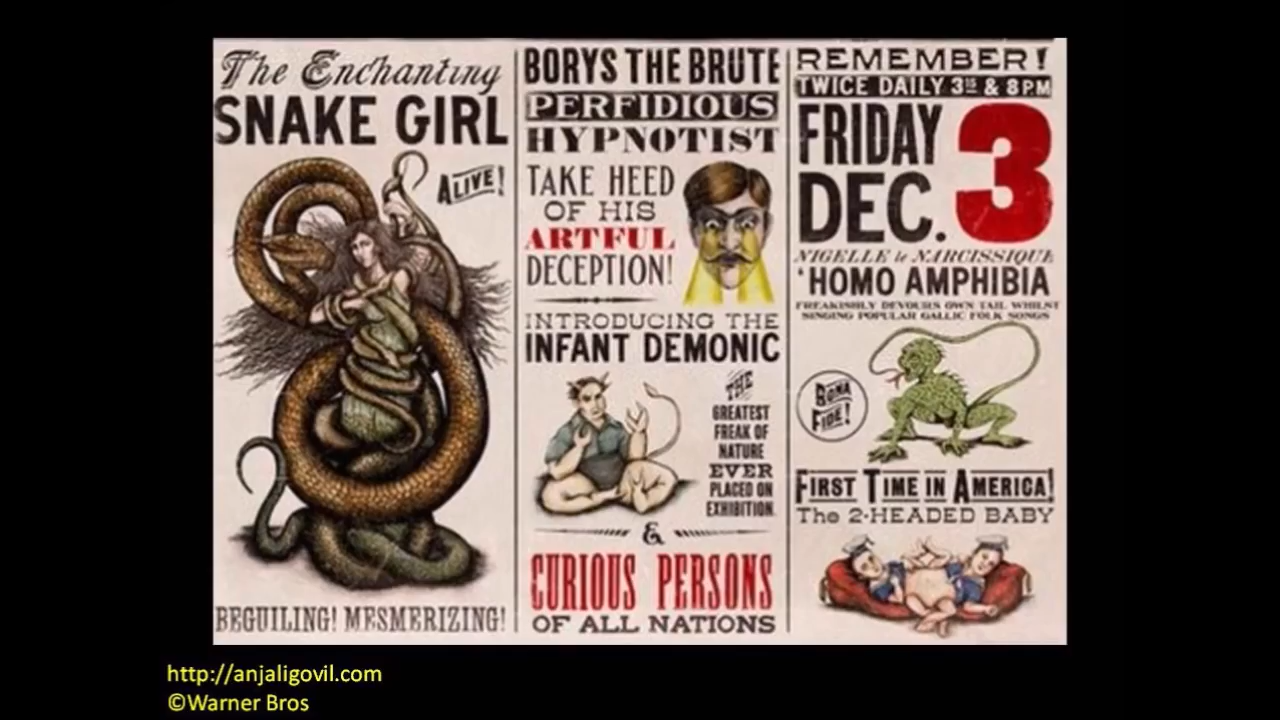 The Enchanting
SNAKE GIRL
ALIVE!
BEGUILING! MESMERIZING!
BORYS THE BRUTE
PERFIDIOUS
HYPNOTIST
TAKE HEED
OF HIS
ARTFUL
DECEPTION!
INTRODUCING THE
INFANT DEMONIC
THE
GREATEST
FREAK OF
NATURE
EVER
PLACED ON
EXHIBITION.
&
CURIOUS PERSONS
OF ALL NATIONS
REMEMBER!
TWICE DAILY 3 15 & 8 P.M
FRIDAY
DEC. 3
NIGELLE le NARCISSIQUE
'HOMO AMPHIBIA
FREAKISHLY DEVOURS OWN TAIL WHILST
SINGING POPULAR GALLIC FOLK SONGS
BONA
FIDE!
FIRST TIME IN AMERICA!
The 2-HEADED BABY
http://anjaligovil.com
©Warner Bros